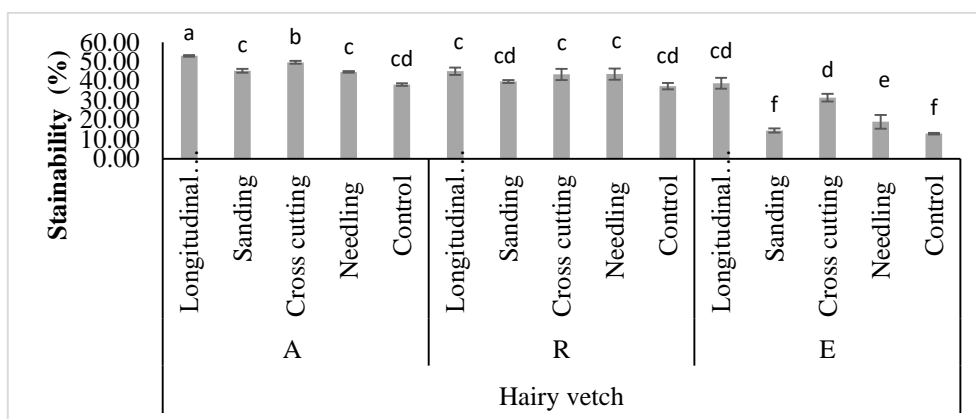 Stainability (%)
60.00
50.00
40.00
30.00
20.00
10.00
0.00
a
c
b
c
cd
c
cd
c
c
cd
cd
f
d
e
f
Longitudinal…
Sanding
Cross cutting
Needling
Control
Longitudinal…
Sanding
Cross cutting
Needling
Control
Longitudinal…
Sanding
Cross cutting
Needling
Control
A
R
E
Hairy vetch